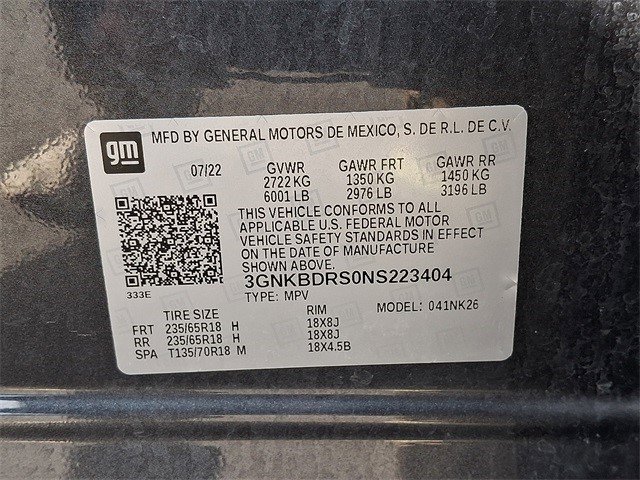 gm MFD BY GENERAL MOTORS DE MEXICO, S. DE R.L. DE C.V.
07/22 GVWR GAWR FRT GAWR RR
2722 KG 1350 KG 1450 KG
6001 LB 2976 LB 3196 LB
THIS VEHICLE CONFORMS TO ALL
APPLICABLE U.S. FEDERAL MOTOR
VEHICLE SAFETY STANDARDS IN EFFECT
ON THE DATE OF MANUFACTURE
SHOWN ABOVE.
3GNKBDRS0NS223404
333E
TYPE: MPV MODEL: 041NK26
TIRE SIZE RIM
FRT 235/65R18 H 18X8J
RR 235/65R18 H 18X8J
SPA T135/70R18 M 18X4.5B